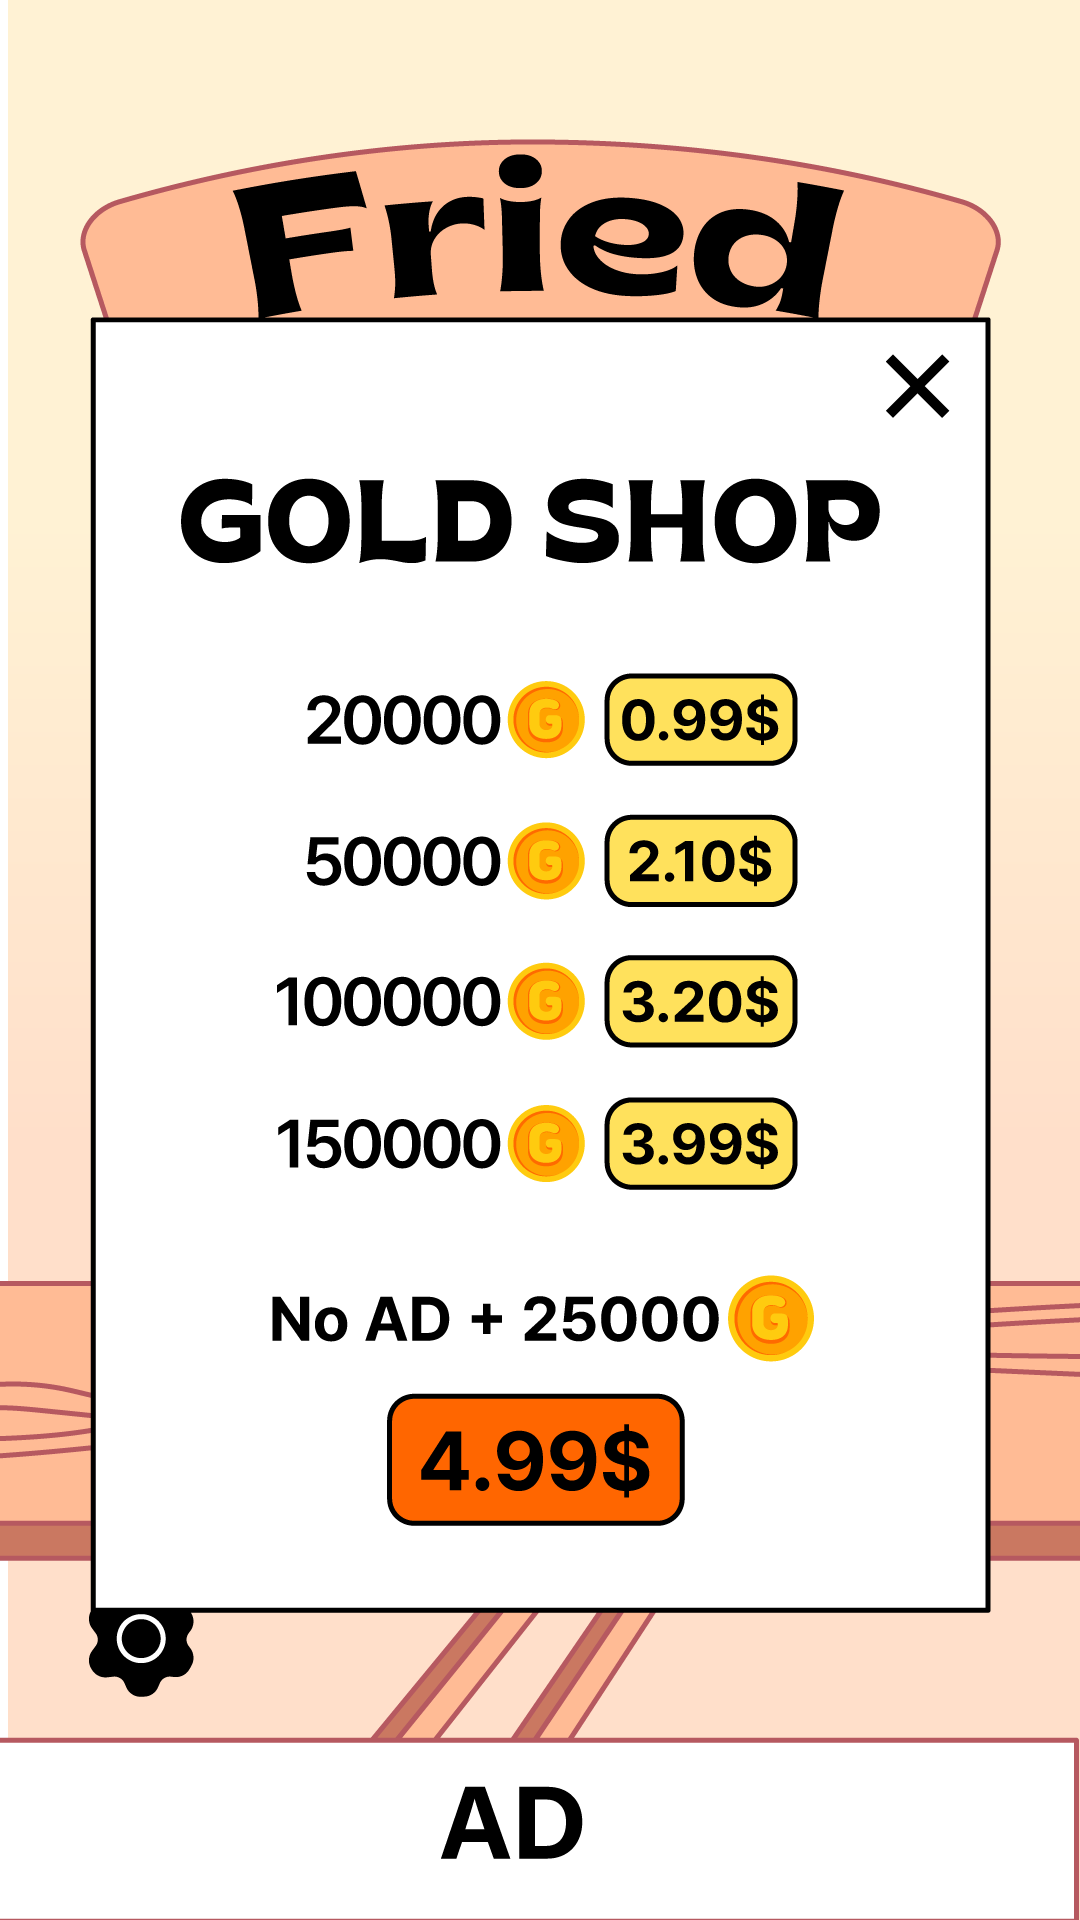 Fried
GOLD SHOP
20000 G 0.99$
50000 G 2.10$
100000 G 3.20$
150000 G 3.99$
No AD + 25000 G
4.99$
AD